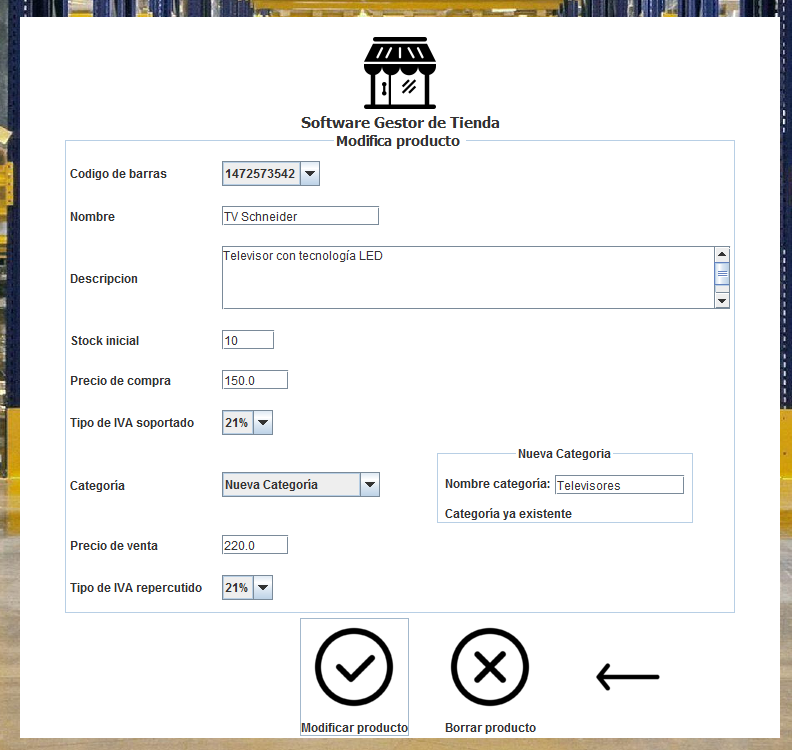 Software Gestor de Tienda
Modifica producto
Codigo de barras 1472573542
Nombre TV Schneider
Descripcion Televisor con tecnología LED
Stock inicial 10
Precio de compra 150.0
Tipo de IVA soportado 21%
Nueva Categoria
Categoría Nueva Categoría Nombre categoría: Televisores
Categoría ya existente
Precio de venta 220.0
Tipo de IVA repercutido 21%
Modificar producto Borrar producto